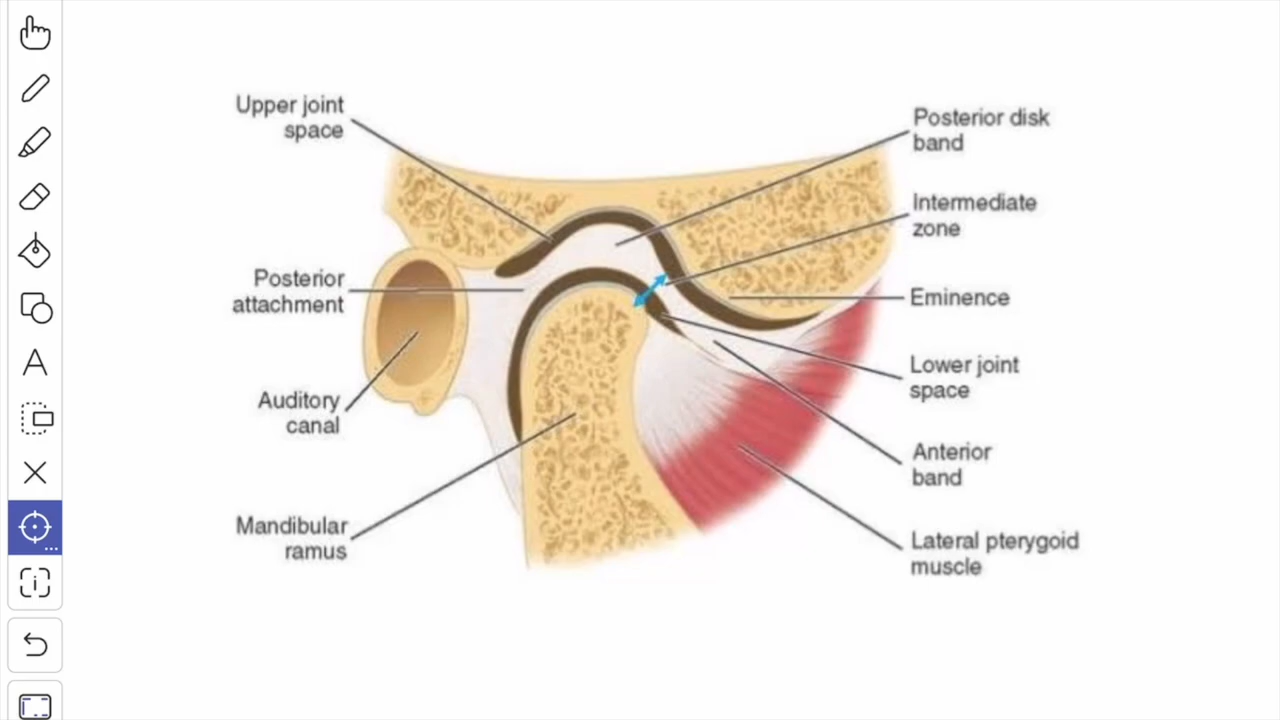 Upper joint
space
Posterior
attachment
Auditory
canal
Mandibular
ramus
Posterior disk
band
Intermediate
zone
Eminence
Lower joint
space
Anterior
band
Lateral pterygoid
muscle